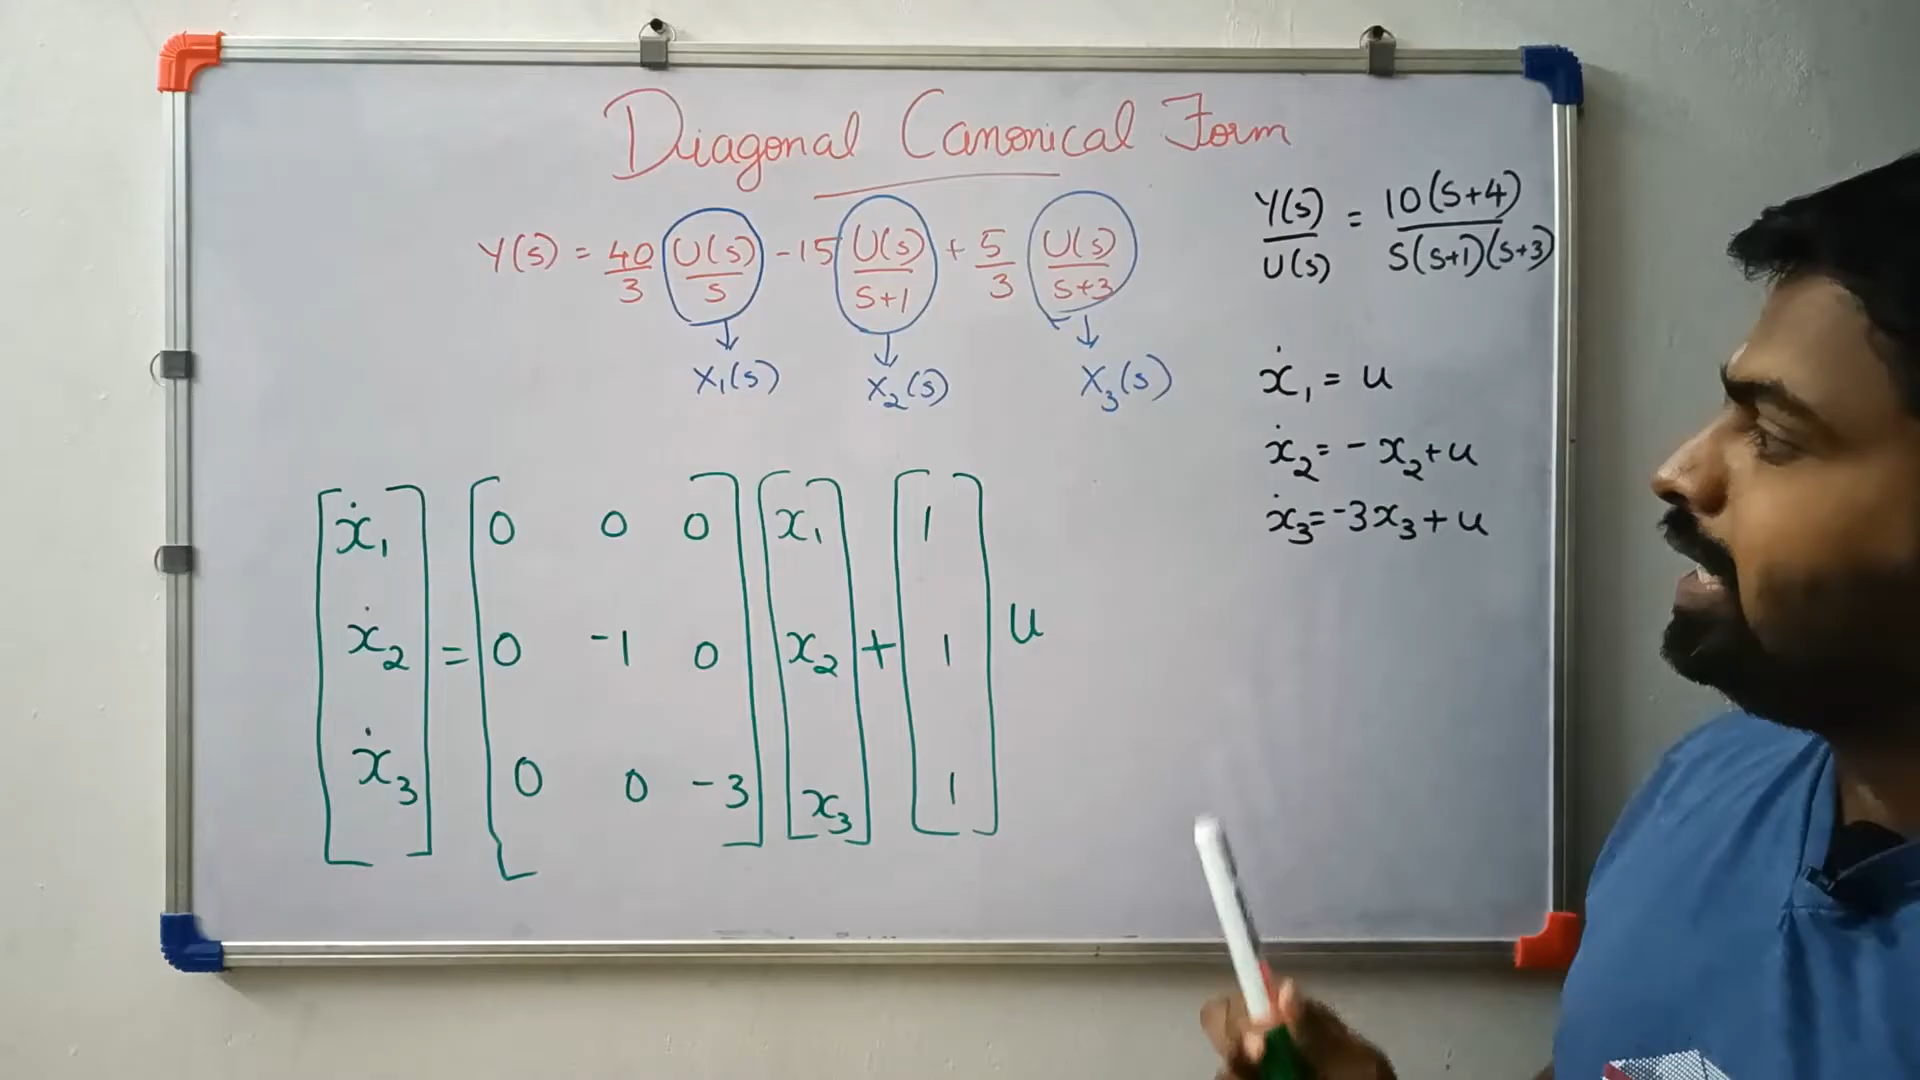 Diagonal Canonical Form
Y(s) = 40/3 U(s)/s - 15 U(s)/s+1 + 5/3 U(s)/s+3
X₁(s) X₂(s) X₃(s)
Y(s)/U(s) = 10(s+4)/s(s+1)(s+3)
ẋ₁ = u
ẋ₂ = - x₂ + u
ẋ₃ = -3x₃ + u
[ẋ₁] [0 0 0] [x₁] [1]
[ẋ₂] = [0 -1 0] [x₂] + [1] u
[ẋ₃] [0 0 -3] [x₃] [1]